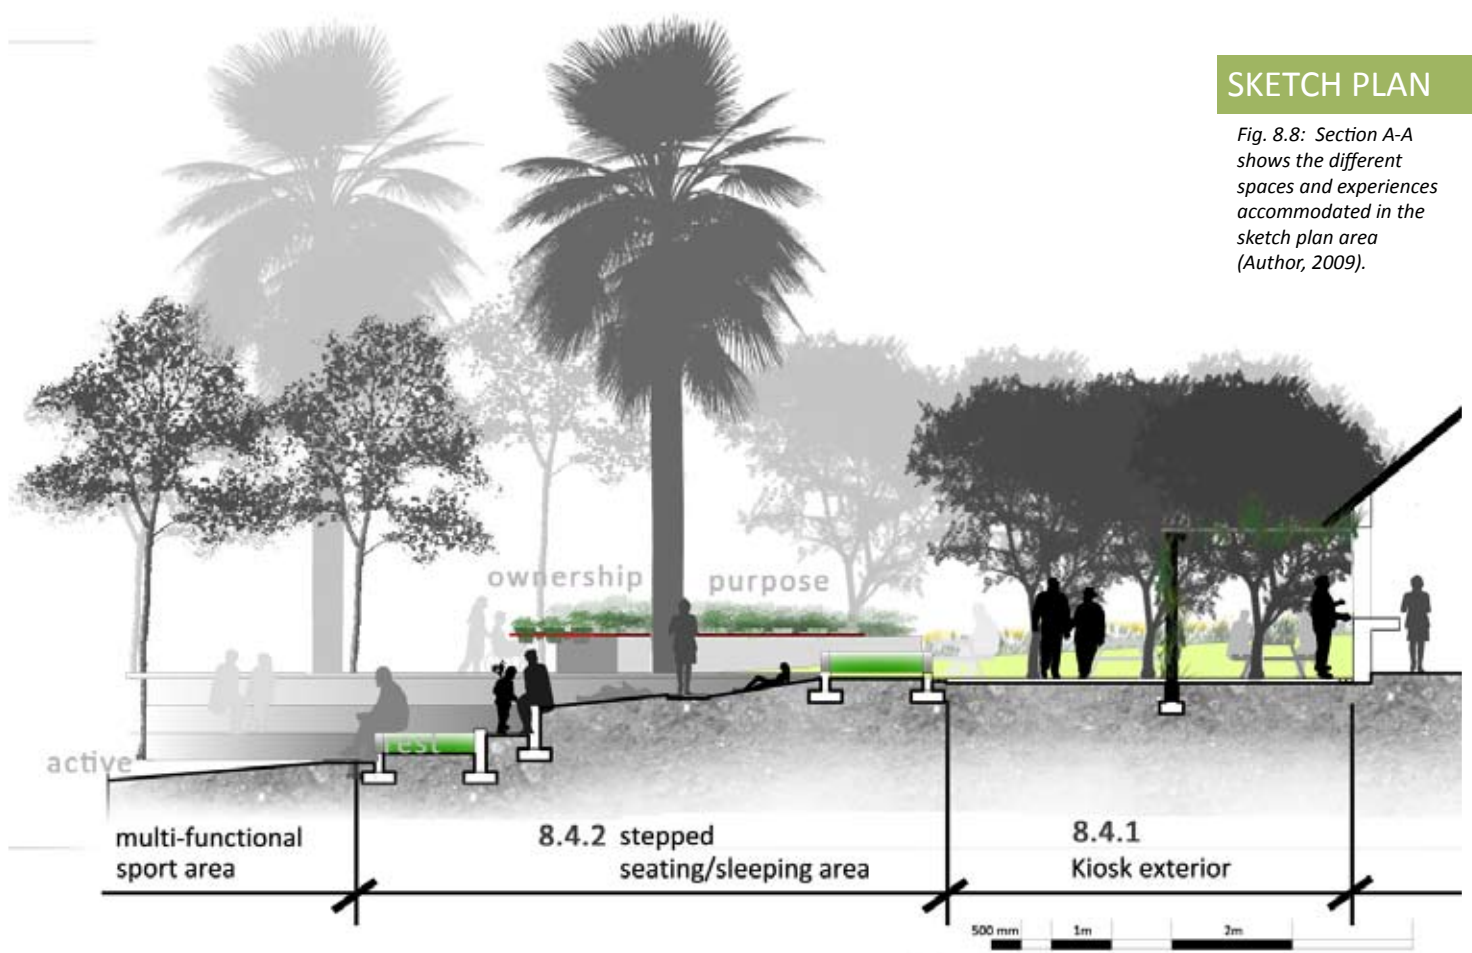 SKETCH PLAN
Fig. 8.8: Section A-A
shows the different
spaces and experiences
accommodated in the
sketch plan area
(Author, 2009).
ownership purpose
rest
active
multi-functional
sport area
8.4.2 stepped
seating/sleeping area
8.4.1
Kiosk exterior
500 mm 1m 2m